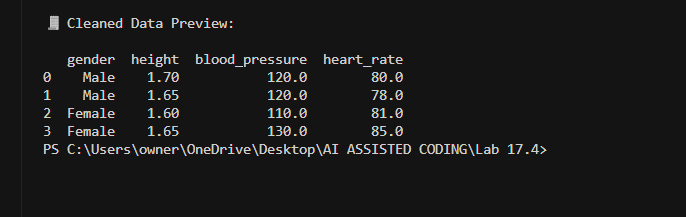 🧾 Cleaned Data Preview:
gender height blood_pressure heart_rate
0 Male 1.70 120.0 80.0
1 Male 1.65 120.0 78.0
2 Female 1.60 110.0 81.0
3 Female 1.65 130.0 85.0
PS C:\Users\owner\OneDrive\Desktop\AI ASSISTED CODING\Lab 17.4>